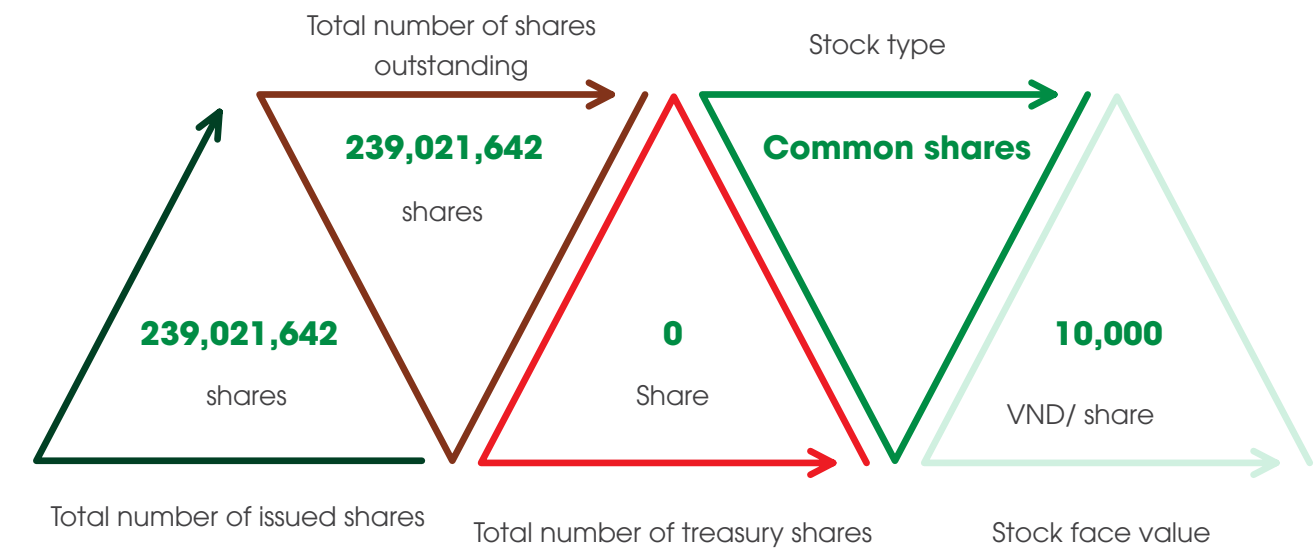 Total number of shares
outstanding
239,021,642
shares
Stock type
Common shares
239,021,642
shares
Total number of issued shares
0
Share
Total number of treasury shares
10,000
VND/ share
Stock face value